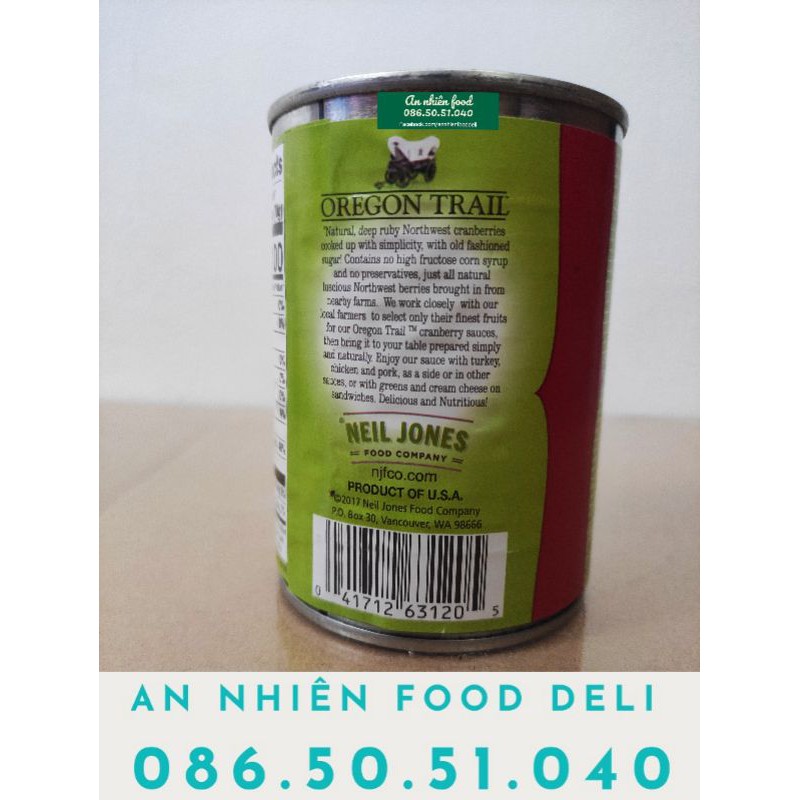 An nhiên food
086.50.51.040
facebook.com/annhienfooddeli
OREGON TRAIL
"Natural, deep ruby Northwest cranberries
cooked up with simplicity, with old fashioned
sugar! Contains no high fructose corn syrup
and no preservatives, just all natural
luscious Northwest berries brought in from
nearby farms. We work closely with our
local farmers to select only their finest fruits
for our Oregon Trail™ cranberry sauces,
then bring it to your table prepared simply
and naturally. Enjoy our sauce with turkey,
chicken and pork, as a side or in other
sauces, or with greens and cream cheese on
sandwiches. Delicious and Nutritious!
NEIL JONES
FOOD COMPANY
njfco.com
PRODUCT OF U.S.A.
©2017 Neil Jones Food Company
P.O. Box 30, Vancouver, WA 98666
0 41712 63120 5
AN NHIÊN FOOD DELI
086.50.51.040